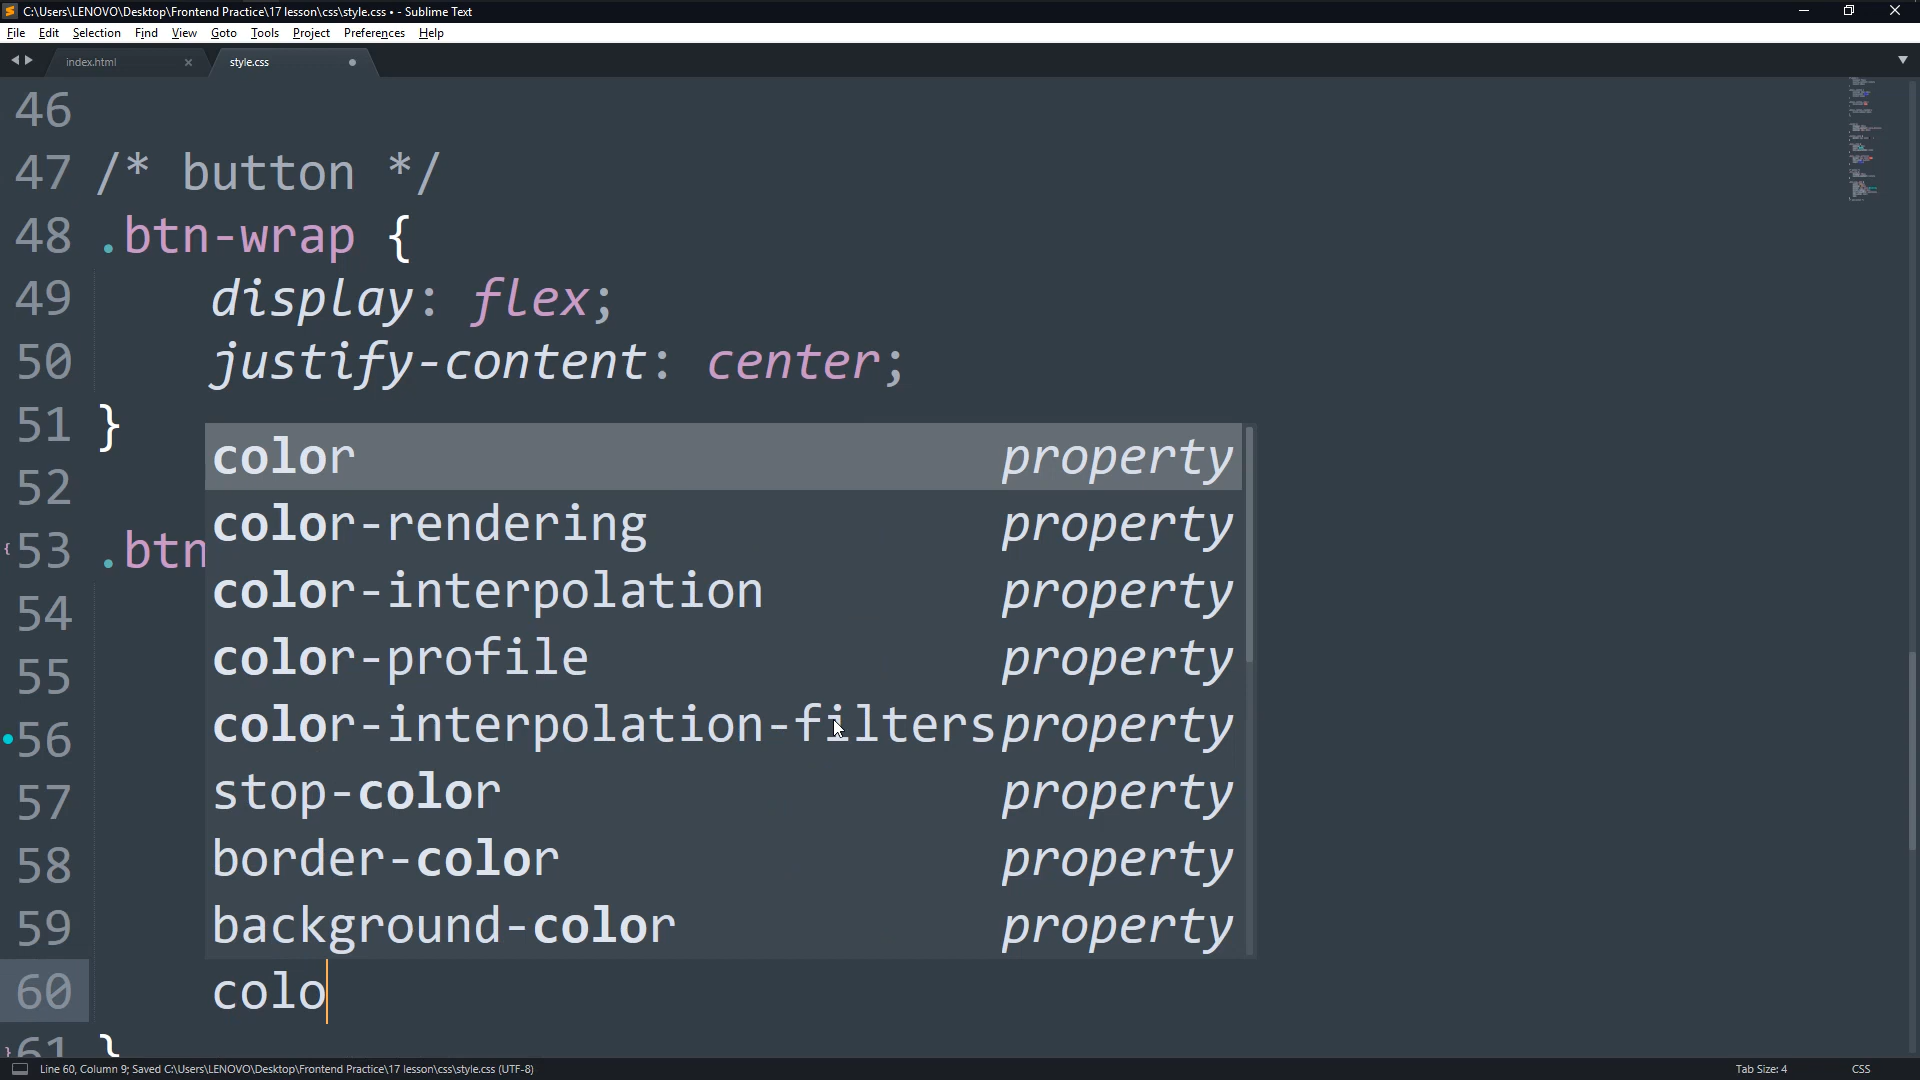 C:\Users\LENOVO\Desktop\Frontend Practice\17 lesson\css\style.css • - Sublime Text
File Edit Selection Find View Goto Tools Project Preferences Help
index.html × style.css
46
47 /* button */
48 .btn-wrap {
49 display: flex;
50 justify-content: center;
51 }
color property
52
color-rendering property
53 .btn
color-interpolation property
54
color-profile property
55
color-interpolation-filters property
56
stop-color property
57
border-color property
58
background-color property
59
60 colo
61 }
Line 60, Column 9; Saved C:\Users\LENOVO\Desktop\Frontend Practice\17 lesson\css\style.css (UTF-8) Tab Size: 4 CSS